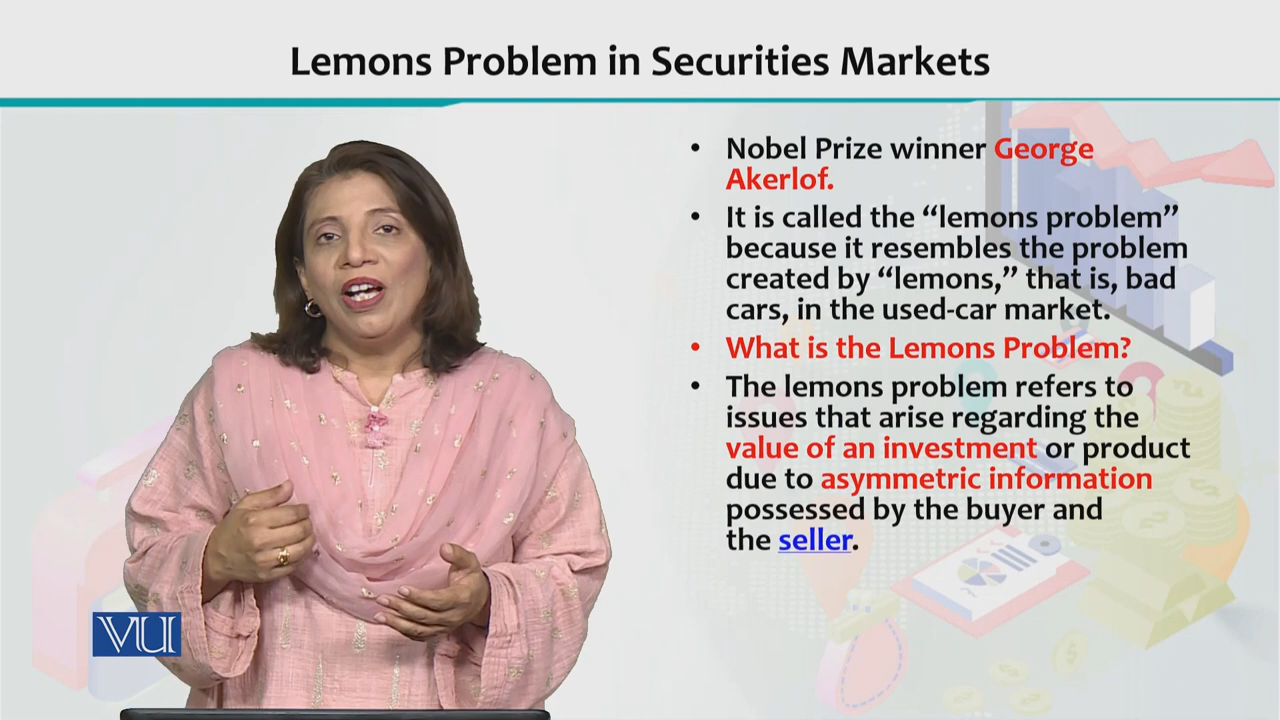 Lemons Problem in Securities Markets
• Nobel Prize winner George
Akerlof.
• It is called the “lemons problem”
because it resembles the problem
created by “lemons,” that is, bad
cars, in the used-car market.
• What is the Lemons Problem?
• The lemons problem refers to
issues that arise regarding the
value of an investment or product
due to asymmetric information
possessed by the buyer and
the seller.
VU